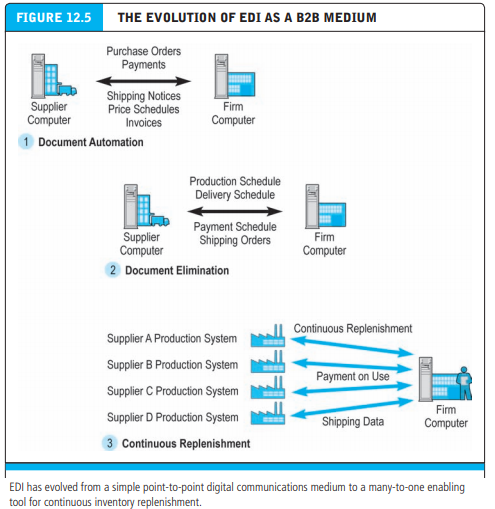 FIGURE 12.5 THE EVOLUTION OF EDI AS A B2B MEDIUM
Purchase Orders
Payments
Shipping Notices
Price Schedules
Invoices
Supplier
Computer
Firm
Computer
1 Document Automation
Production Schedule
Delivery Schedule
Payment Schedule
Shipping Orders
Supplier
Computer
Firm
Computer
2 Document Elimination
Continuous Replenishment
Supplier A Production System
Supplier B Production System
Payment on Use
Supplier C Production System
Supplier D Production System
Shipping Data
Firm
Computer
3 Continuous Replenishment
EDI has evolved from a simple point-to-point digital communications medium to a many-to-one enabling
tool for continuous inventory replenishment.